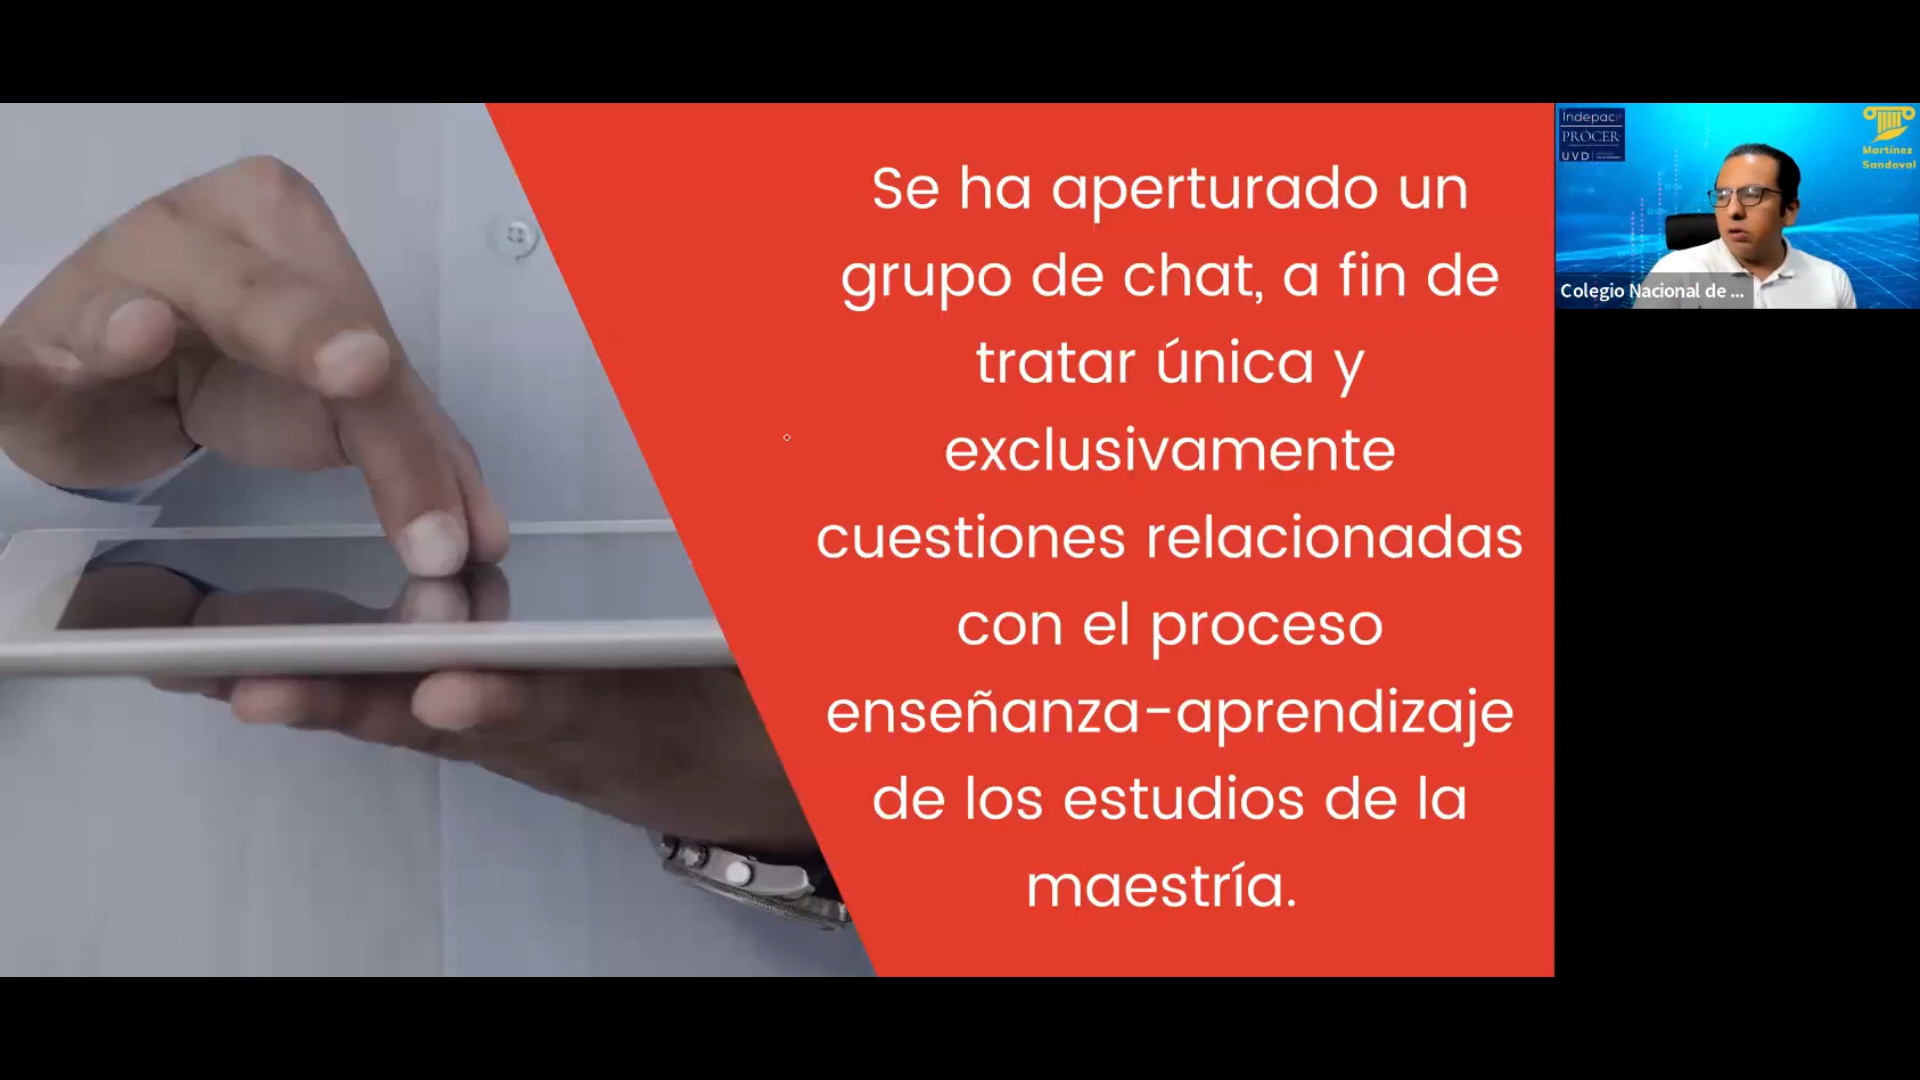 Se ha aperturado un
grupo de chat, a fin de
tratar única y
exclusivamente
cuestiones relacionadas
con el proceso
enseñanza-aprendizaje
de los estudios de la
maestría.
Indepac
PRÓCER
UVD
Martínez
Sandoval
Colegio Nacional de ...